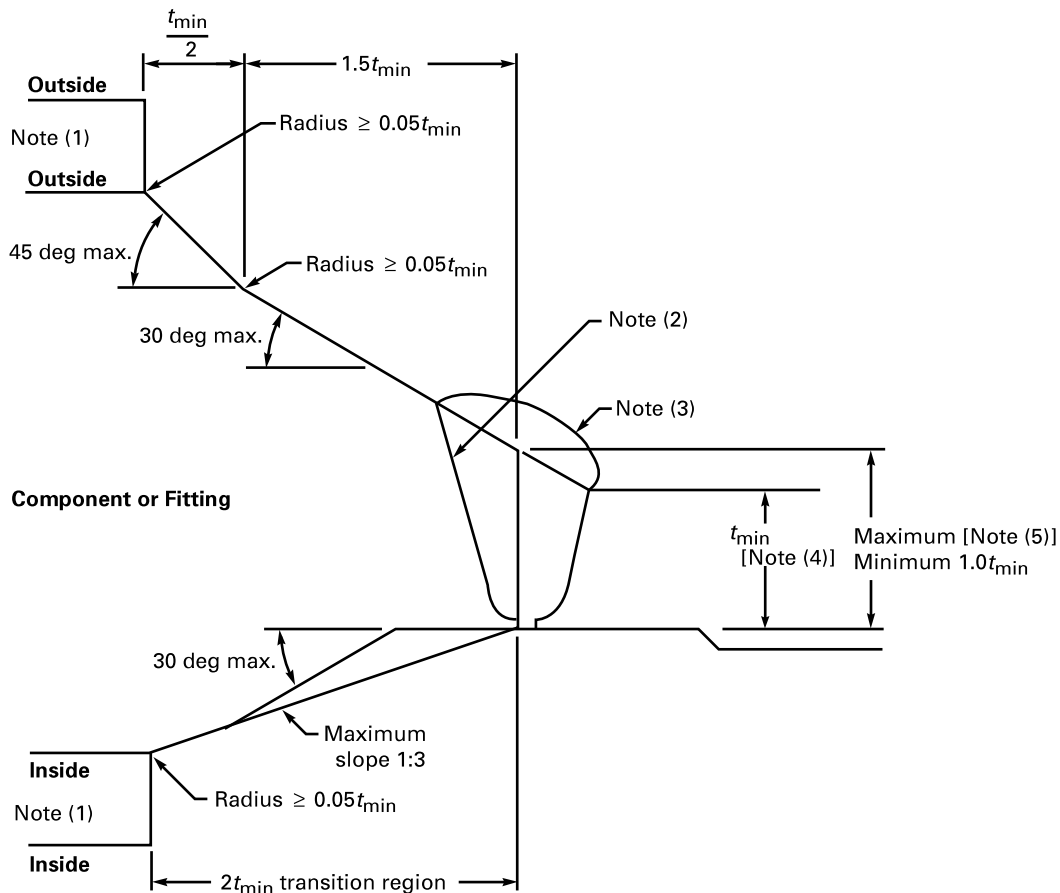 t_min
2
1.5t_min
Outside
Note (1)
Radius ≥ 0.05t_min
Outside
45 deg max.
Radius ≥ 0.05t_min
30 deg max.
Note (2)
Note (3)
Component or Fitting
t_min
[Note (4)]
Maximum [Note (5)]
Minimum 1.0t_min
30 deg max.
Maximum
slope 1:3
Inside
Note (1)
Radius ≥ 0.05t_min
Inside
2t_min transition region